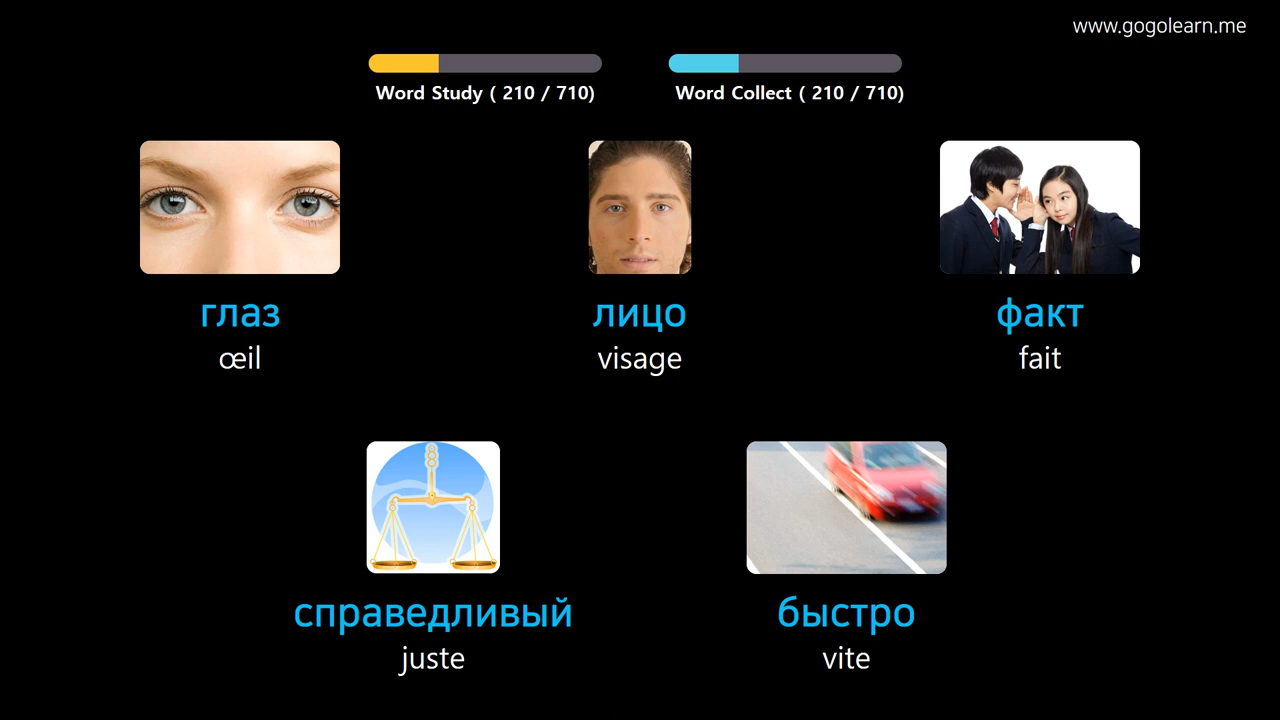 www.gogolearn.me
Word Study ( 210 / 710)
Word Collect ( 210 / 710)
глаз
œil
лицо
visage
факт
fait
справедливый
juste
быстро
vite